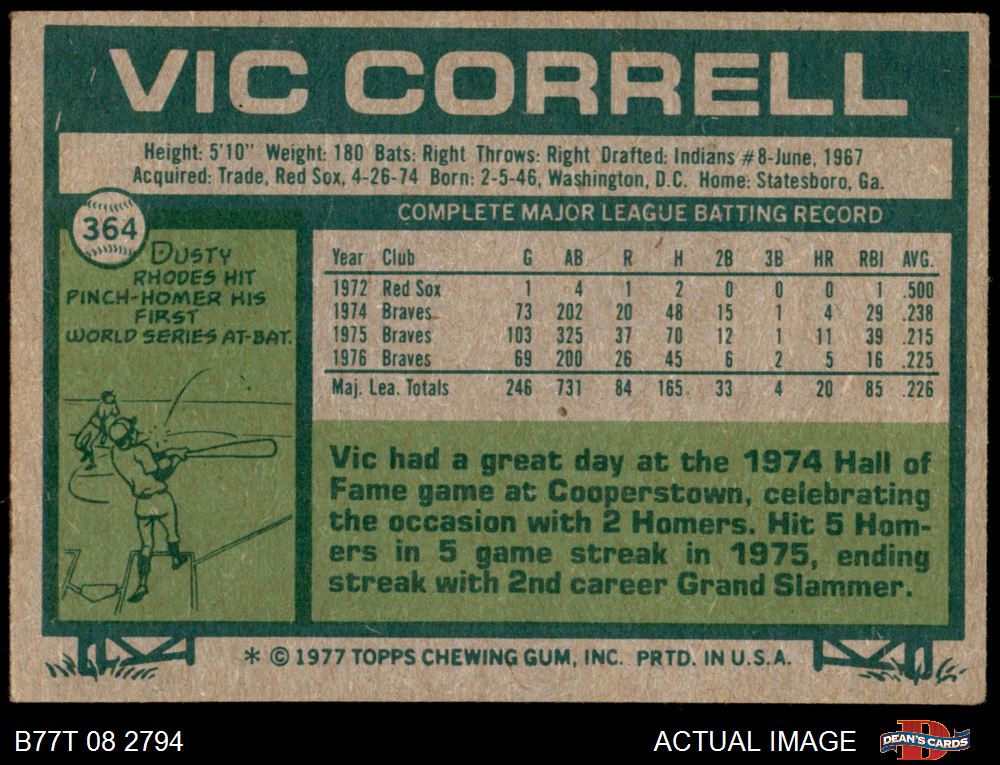 VIC CORRELL
Height: 5'10" Weight: 180 Bats: Right Throws: Right Drafted: Indians #8-June, 1967
Acquired: Trade, Red Sox, 4-26-74 Born: 2-5-46, Washington, D.C. Home: Statesboro, Ga.
364
DUSTY
RHODES HIT
PINCH-HOMER HIS
FIRST
WORLD SERIES AT-BAT.
COMPLETE MAJOR LEAGUE BATTING RECORD
Year Club G AB R H 2B 3B HR RBI AVG.
1972 Red Sox 1 4 1 2 0 0 0 1 .500
1974 Braves 73 202 20 48 15 1 4 29 .238
1975 Braves 103 325 37 70 12 1 11 39 .215
1976 Braves 69 200 26 45 6 2 5 16 .225
Maj. Lea. Totals 246 731 84 165 33 4 20 85 .226
Vic had a great day at the 1974 Hall of
Fame game at Cooperstown, celebrating
the occasion with 2 Homers. Hit 5 Hom-
ers in 5 game streak in 1975, ending
streak with 2nd career Grand Slammer.
* © 1977 TOPPS CHEWING GUM, INC. PRTD. IN U.S.A.
B77T 08 2794
ACTUAL IMAGE
D
DEAN'S CARDS